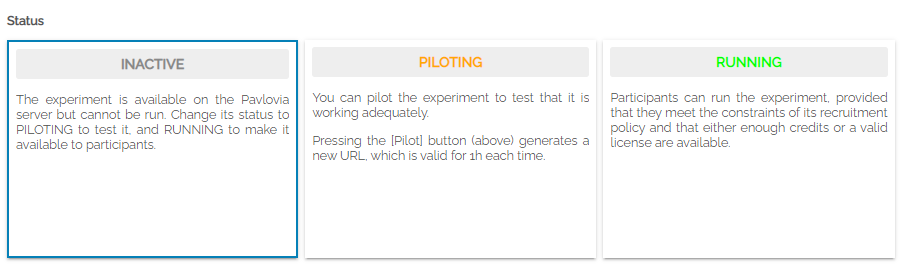 Status
INACTIVE
The experiment is available on the Pavlovia
server but cannot be run. Change its status to
PILOTING to test it, and RUNNING to make it
available to participants.
PILOTING
You can pilot the experiment to test that it is
working adequately.
Pressing the [Pilot] button (above) generates a
new URL, which is valid for 1h each time.
RUNNING
Participants can run the experiment, provided
that they meet the constraints of its recruitment
policy and that either enough credits or a valid
license are available.